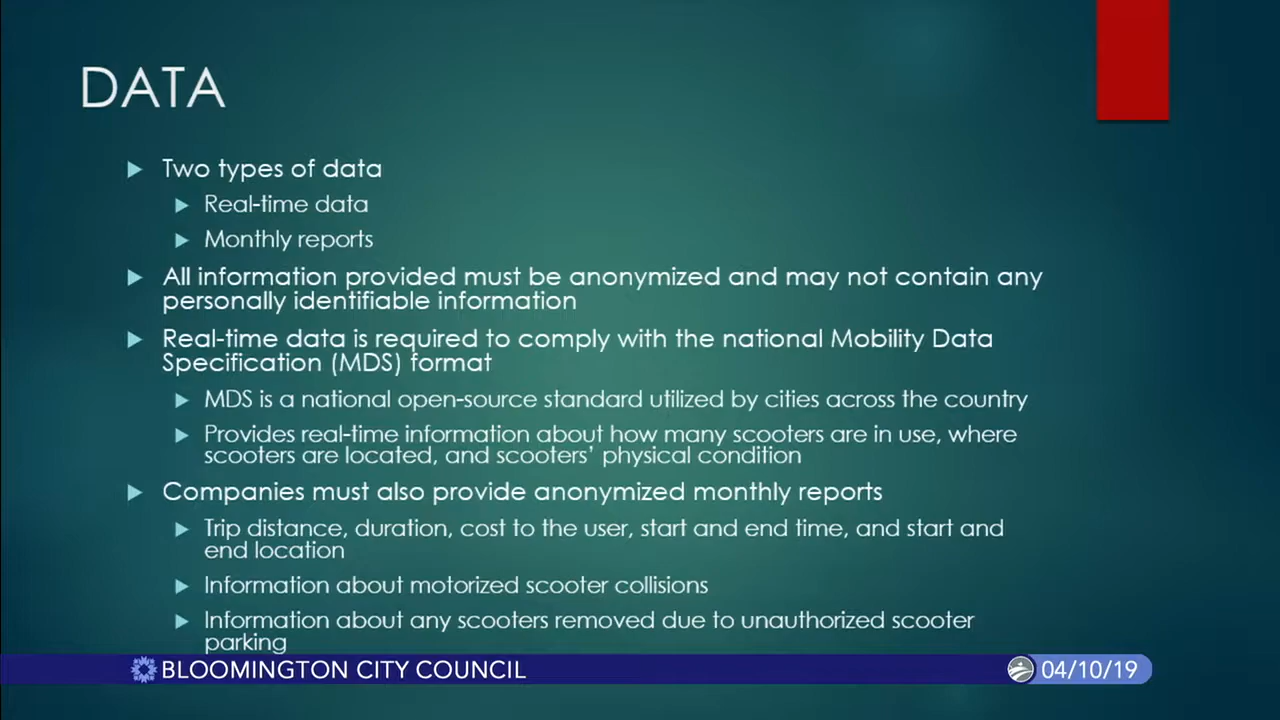 DATA
Two types of data
Real-time data
Monthly reports
All information provided must be anonymized and may not contain any
personally identifiable information
Real-time data is required to comply with the national Mobility Data
Specification (MDS) format
MDS is a national open-source standard utilized by cities across the country
Provides real-time information about how many scooters are in use, where
scooters are located, and scooters' physical condition
Companies must also provide anonymized monthly reports
Trip distance, duration, cost to the user, start and end time, and start and
end location
Information about motorized scooter collisions
Information about any scooters removed due to unauthorized scooter
parking
BLOOMINGTON CITY COUNCIL
04/10/19